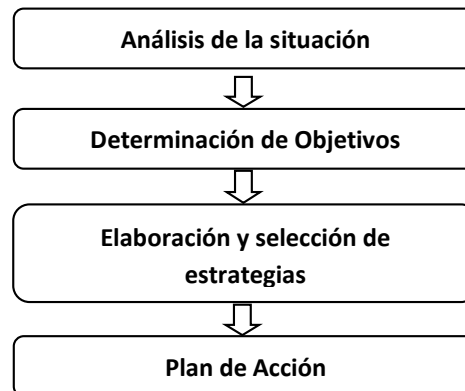 Análisis de la situación
Determinación de Objetivos
Elaboración y selección de
estrategias
Plan de Acción